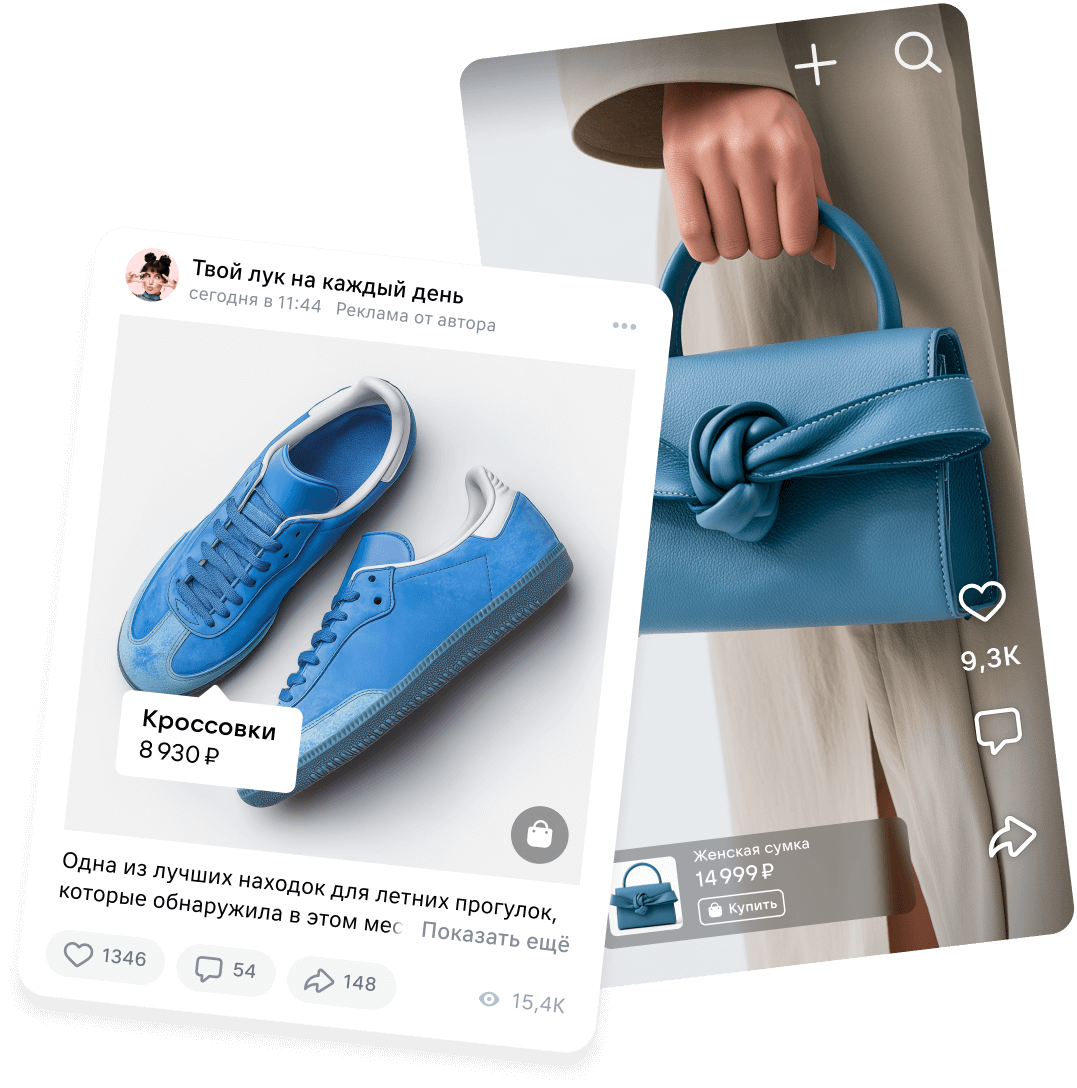 Твой лук на каждый день
сегодня в 11:44 Реклама от автора
Кроссовки
8 930 ₽
Одна из лучших находок для летних прогулок,
которые обнаружила в этом Показать ещё
1346
54
148
15,4K
9,3K
Женская сумка
14 999 ₽
Купить